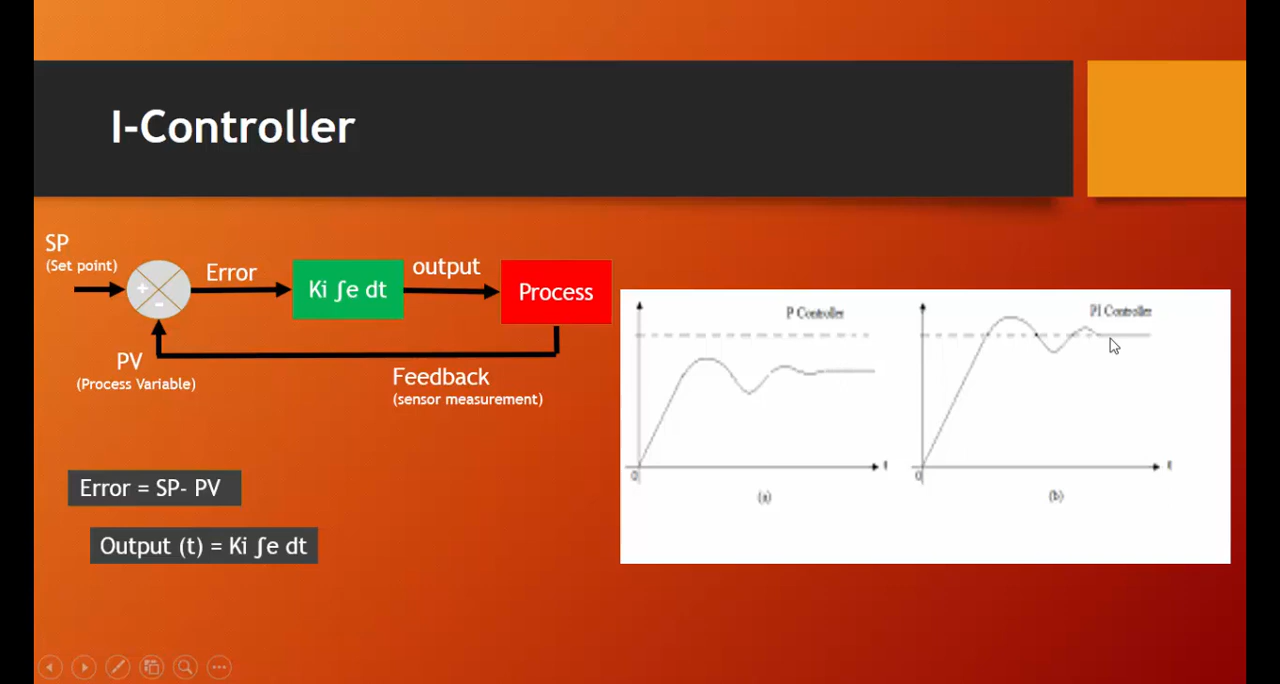 I-Controller
SP
(Set point)
+
-
Error
Ki ∫e dt
output
Process
PV
(Process Variable)
Feedback
(sensor measurement)
Error = SP- PV
Output (t) = Ki ∫e dt
P Controller
0
t
(a)
PI Controller
0
t
(b)